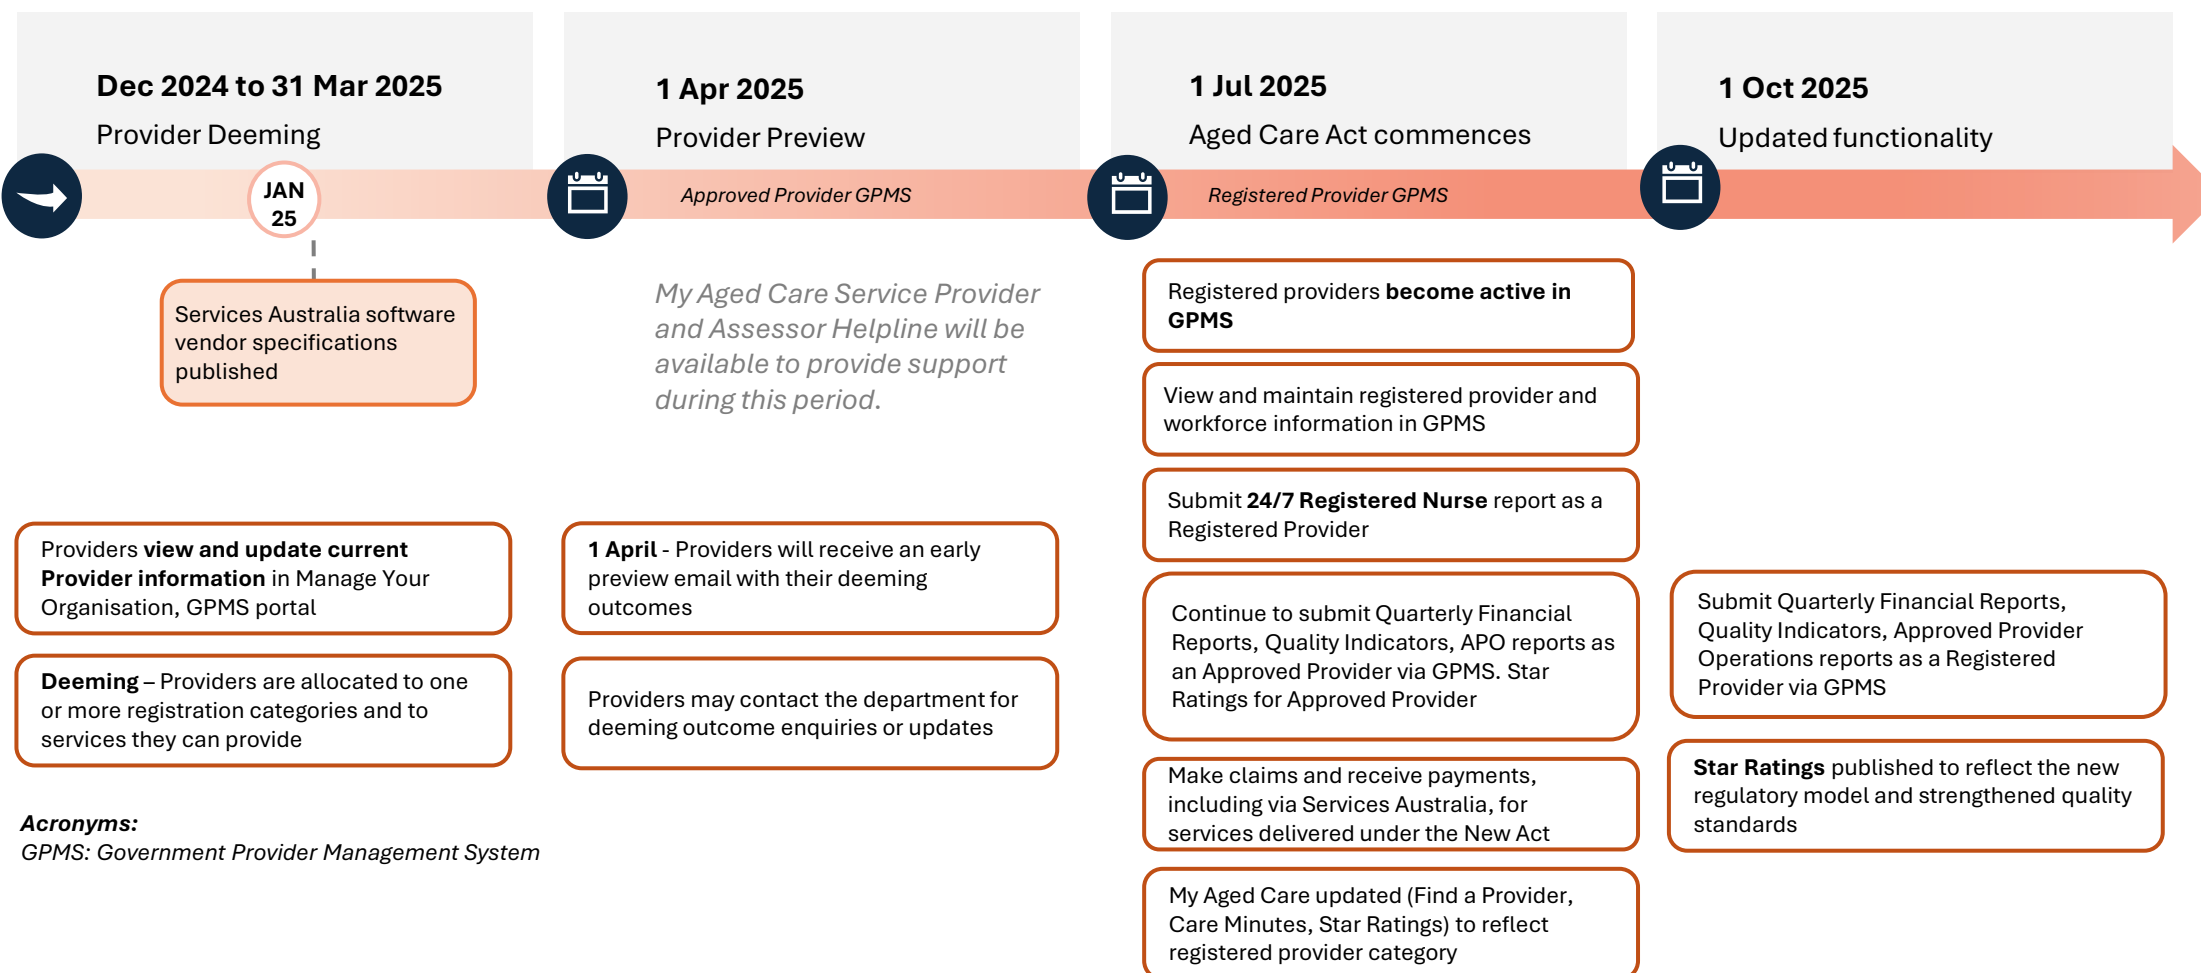 Dec 2024 to 31 Mar 2025
Provider Deeming
1 Apr 2025
Provider Preview
1 Jul 2025
Aged Care Act commences
1 Oct 2025
Updated functionality
JAN
25
Approved Provider GPMS
Registered Provider GPMS
Services Australia software
vendor specifications
published
Providers view and update current
Provider information in Manage Your
Organisation, GPMS portal
Deeming – Providers are allocated to one
or more registration categories and to
services they can provide
Acronyms:
GPMS: Government Provider Management System
My Aged Care Service Provider
and Assessor Helpline will be
available to provide support
during this period.
1 April - Providers will receive an early
preview email with their deeming
outcomes
Providers may contact the department for
deeming outcome enquiries or updates
Registered providers become active in
GPMS
View and maintain registered provider and
workforce information in GPMS
Submit 24/7 Registered Nurse report as a
Registered Provider
Continue to submit Quarterly Financial
Reports, Quality Indicators, APO reports as
an Approved Provider via GPMS. Star
Ratings for Approved Provider
Make claims and receive payments,
including via Services Australia, for
services delivered under the New Act
My Aged Care updated (Find a Provider,
Care Minutes, Star Ratings) to reflect
registered provider category
Submit Quarterly Financial Reports,
Quality Indicators, Approved Provider
Operations reports as a Registered
Provider via GPMS
Star Ratings published to reflect the new
regulatory model and strengthened quality
standards